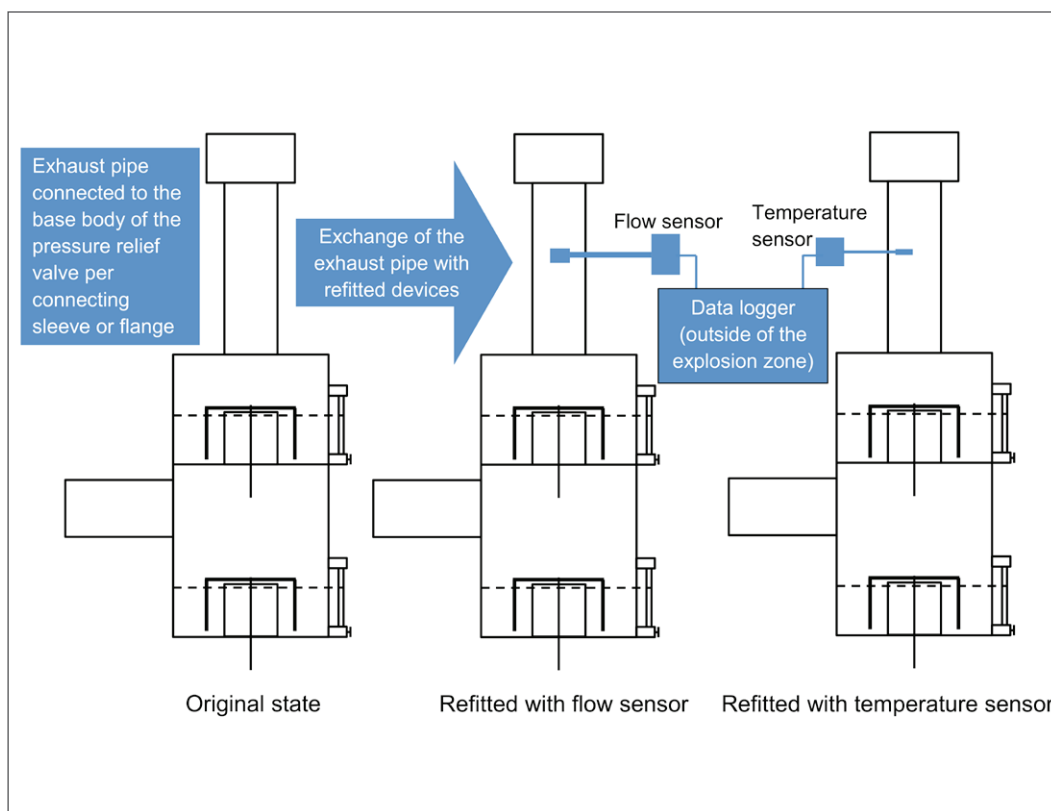 Exhaust pipe
connected to the
base body of the
pressure relief
valve per
connecting
sleeve or flange
Exchange of the
exhaust pipe with
refitted devices
Flow sensor
Temperature
sensor
Data logger
(outside of the
explosion zone)
Original state
Refitted with flow sensor
Refitted with temperature sensor